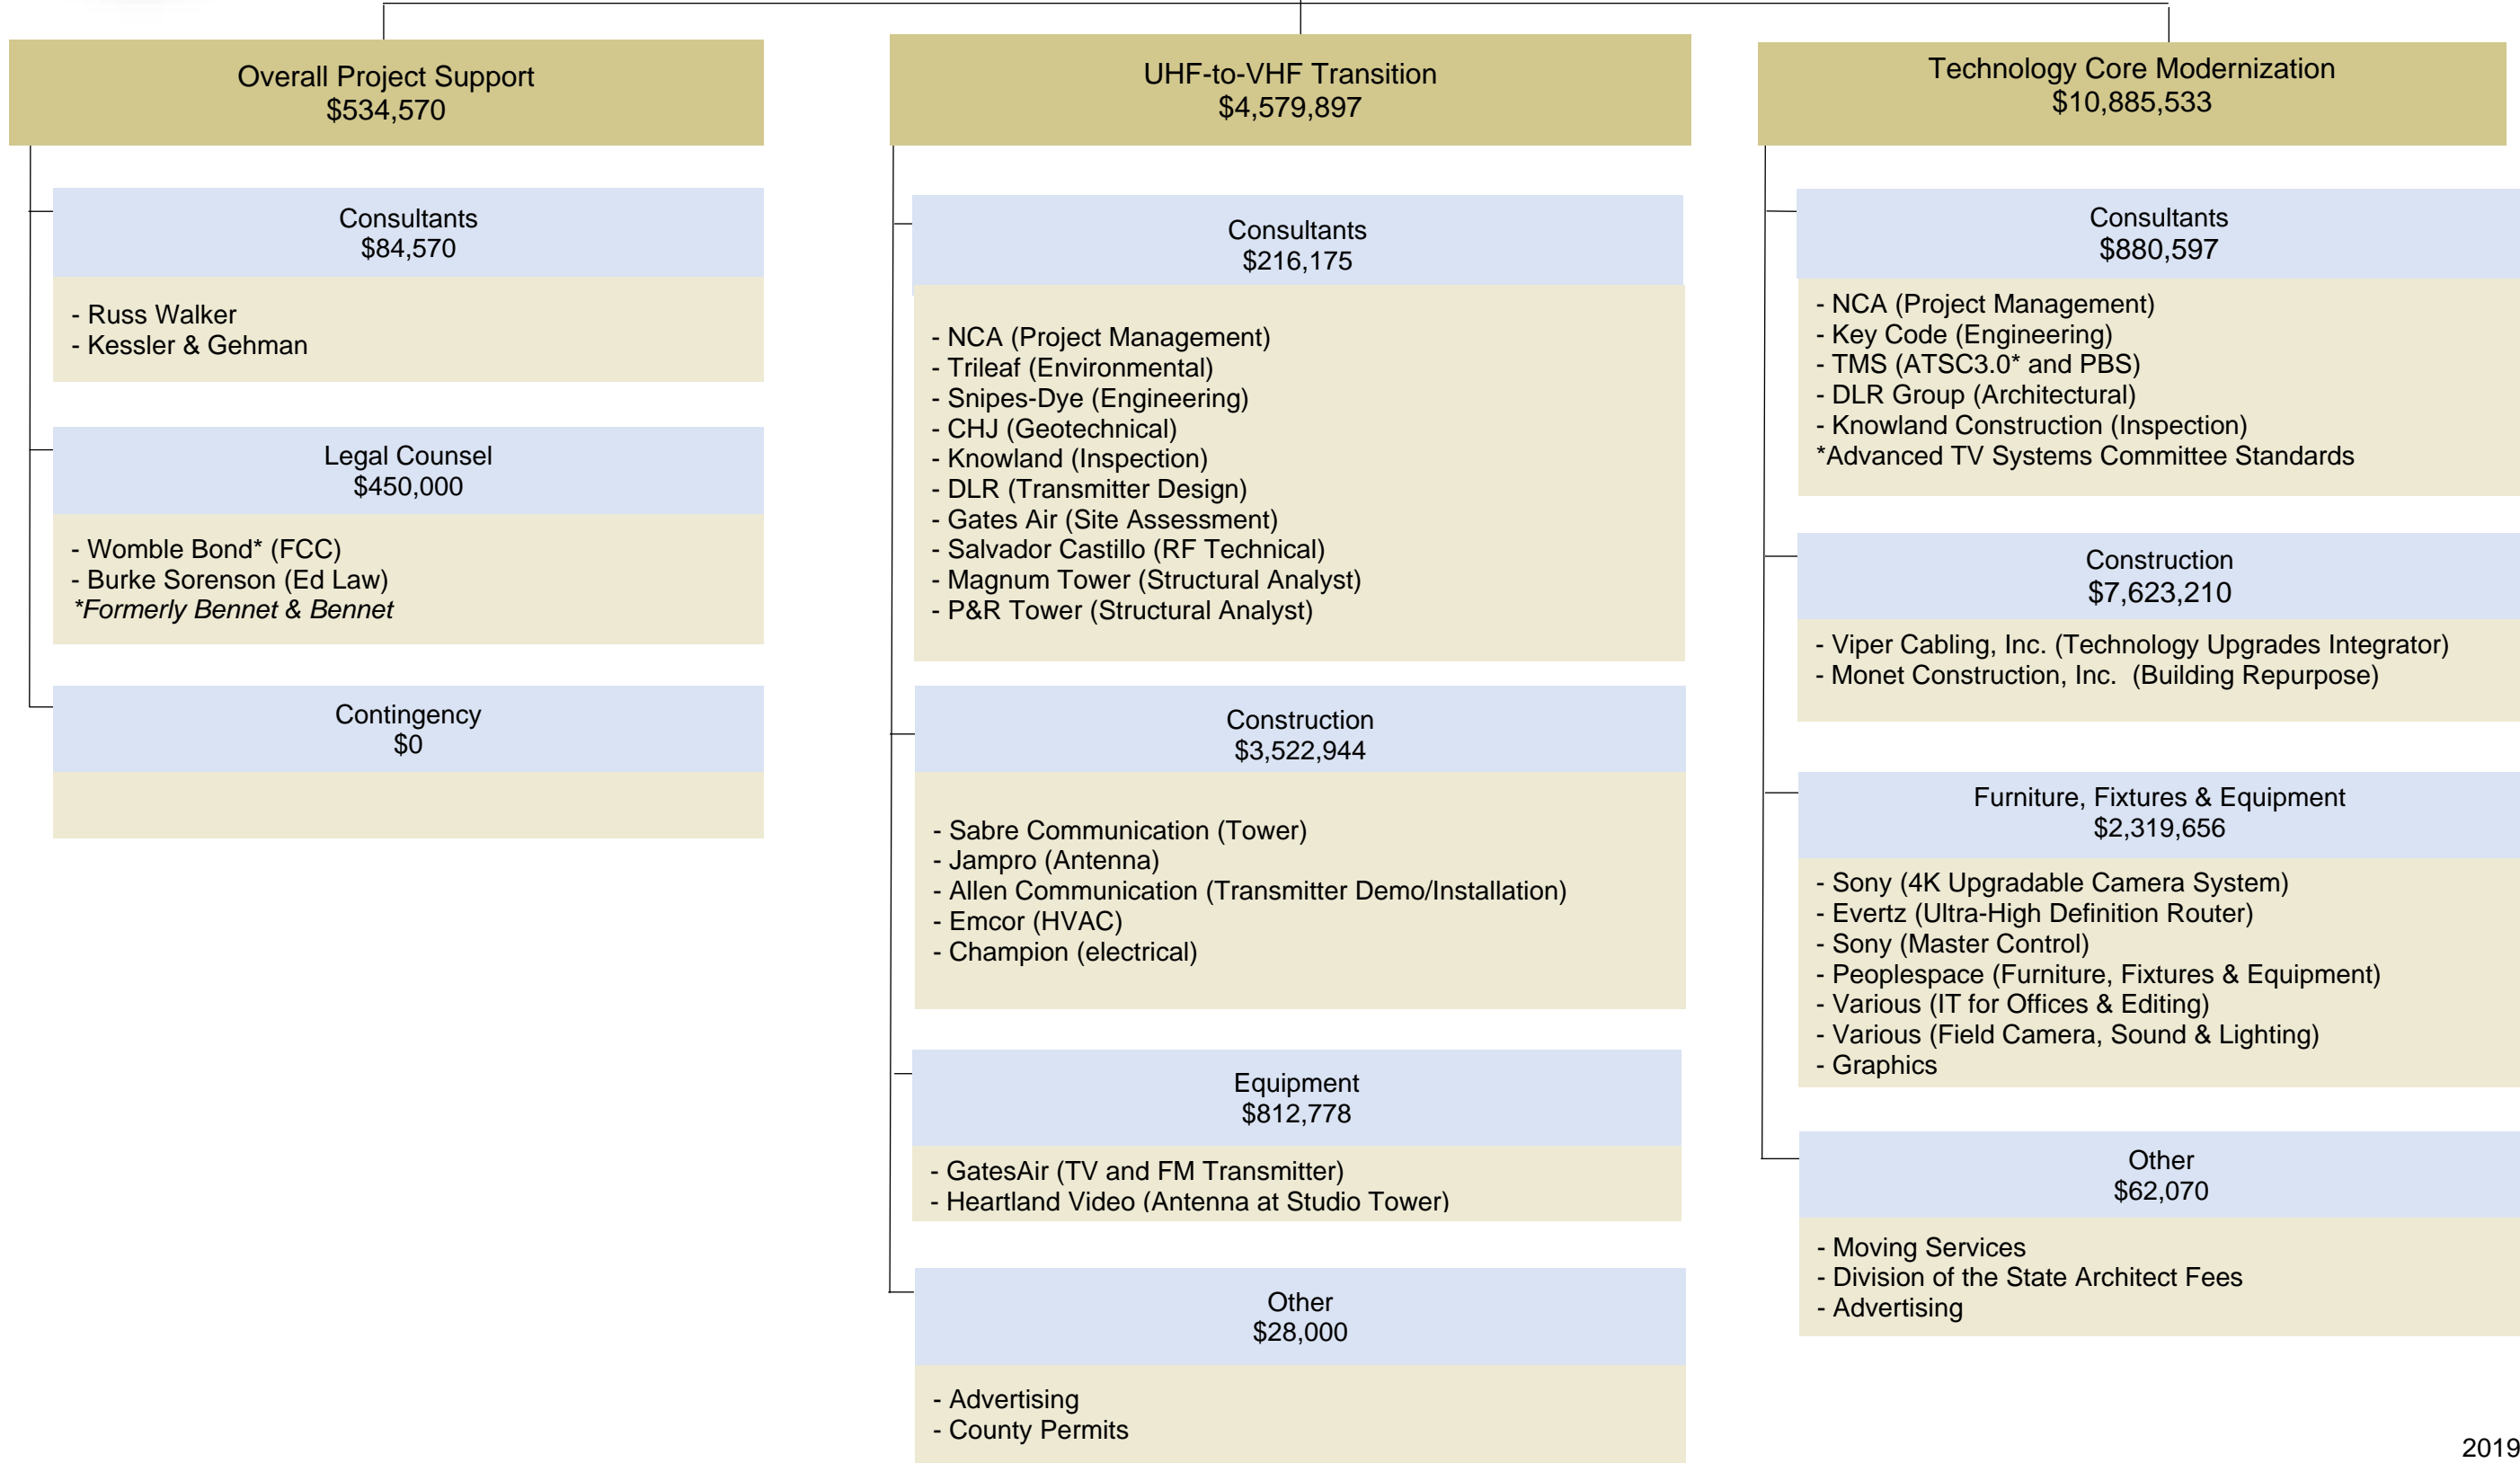 Overall Project Support
$534,570
Consultants
$84,570
- Russ Walker
- Kessler & Gehman
Legal Counsel
$450,000
- Womble Bond* (FCC)
- Burke Sorenson (Ed Law)
*Formerly Bennet & Bennet
Contingency
$0
UHF-to-VHF Transition
$4,579,897
Consultants
$216,175
- NCA (Project Management)
- Trileaf (Environmental)
- Snipes-Dye (Engineering)
- CHJ (Geotechnical)
- Knowland (Inspection)
- DLR (Transmitter Design)
- Gates Air (Site Assessment)
- Salvador Castillo (RF Technical)
- Magnum Tower (Structural Analyst)
- P&R Tower (Structural Analyst)
Construction
$3,522,944
- Sabre Communication (Tower)
- Jampro (Antenna)
- Allen Communication (Transmitter Demo/Installation)
- Emcor (HVAC)
- Champion (electrical)
Equipment
$812,778
- GatesAir (TV and FM Transmitter)
- Heartland Video (Antenna at Studio Tower)
Other
$28,000
- Advertising
- County Permits
Technology Core Modernization
$10,885,533
Consultants
$880,597
- NCA (Project Management)
- Key Code (Engineering)
- TMS (ATSC3.0* and PBS)
- DLR Group (Architectural)
- Knowland Construction (Inspection)
*Advanced TV Systems Committee Standards
Construction
$7,623,210
- Viper Cabling, Inc. (Technology Upgrades Integrator)
- Monet Construction, Inc. (Building Repurpose)
Furniture, Fixtures & Equipment
$2,319,656
- Sony (4K Upgradable Camera System)
- Evertz (Ultra-High Definition Router)
- Sony (Master Control)
- Peoplespace (Furniture, Fixtures & Equipment)
- Various (IT for Offices & Editing)
- Various (Field Camera, Sound & Lighting)
- Graphics
Other
$62,070
- Moving Services
- Division of the State Architect Fees
- Advertising
2019